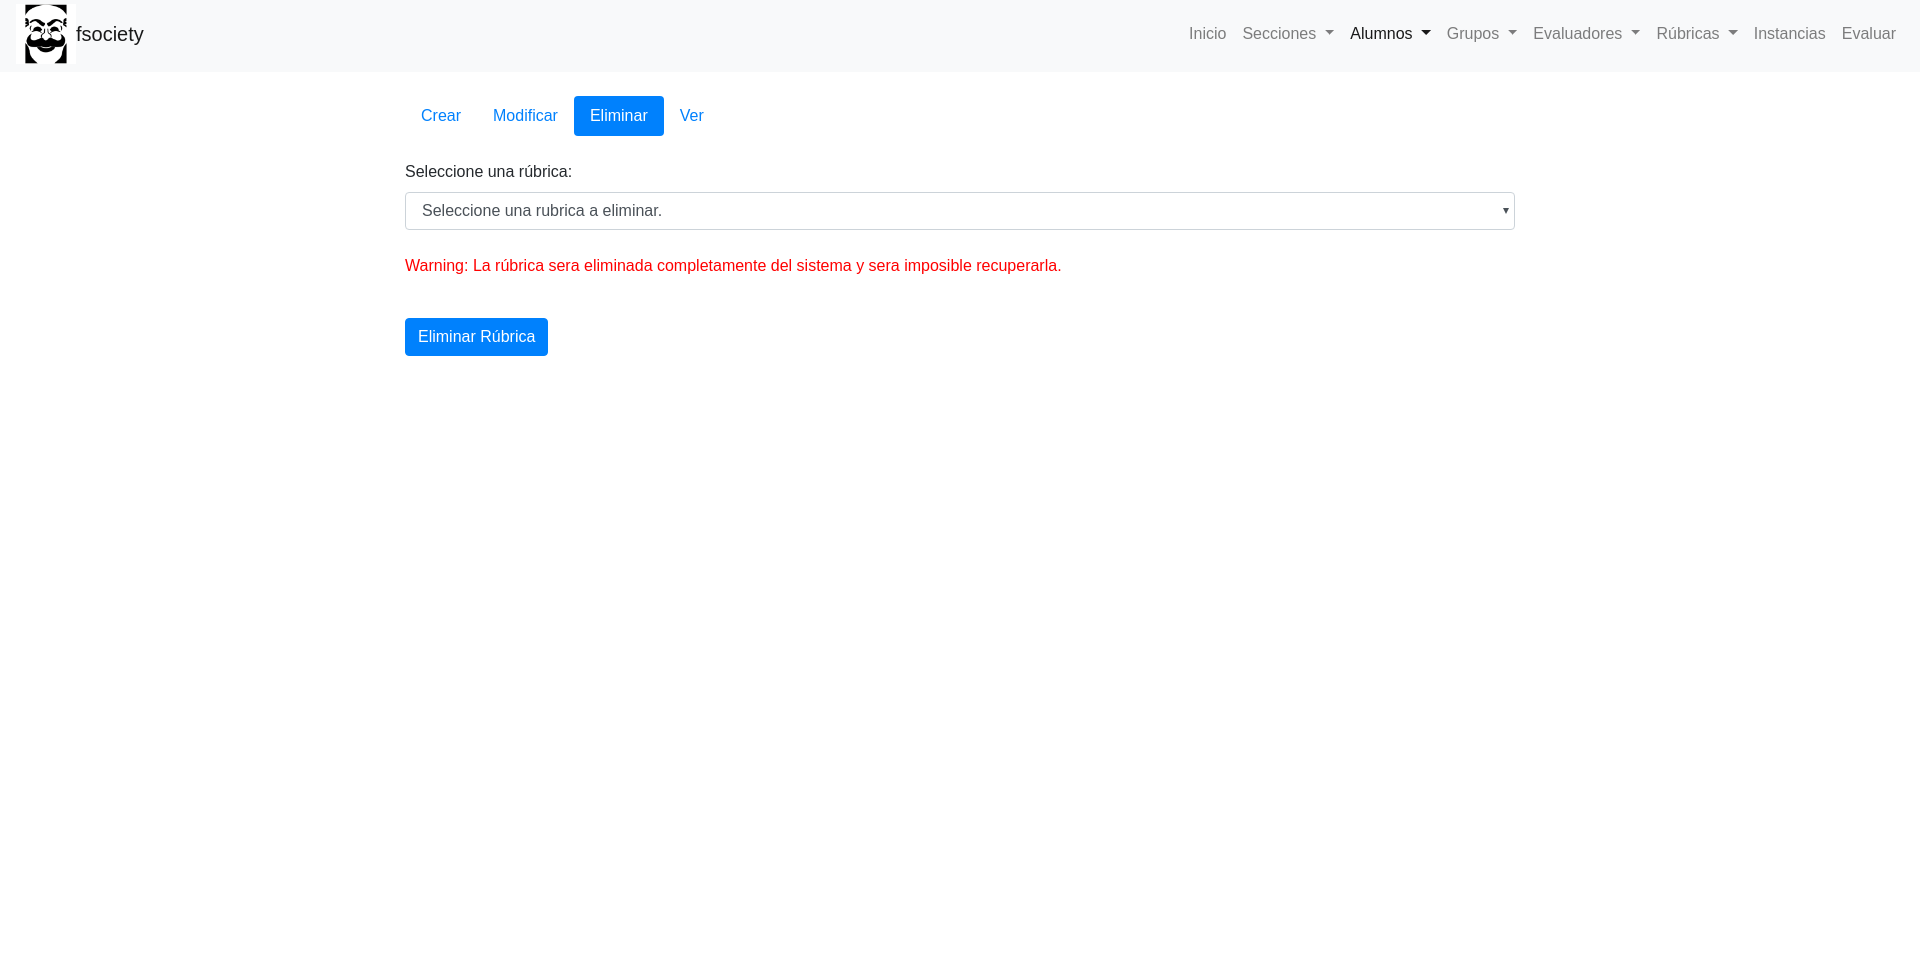 fsociety
Inicio Secciones Alumnos Grupos Evaluadores Rúbricas Instancias Evaluar
Crear Modificar Eliminar Ver
Seleccione una rúbrica:
Seleccione una rubrica a eliminar.
Warning: La rúbrica sera eliminada completamente del sistema y sera imposible recuperarla.
Eliminar Rúbrica